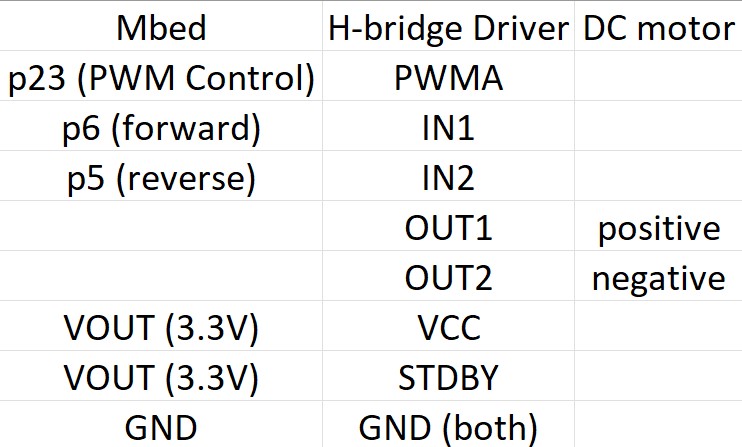 Mbed H-bridge Driver DC motor
p23 (PWM Control) PWMA
p6 (forward) IN1
p5 (reverse) IN2
OUT1 positive
OUT2 negative
VOUT (3.3V) VCC
VOUT (3.3V) STDBY
GND GND (both)